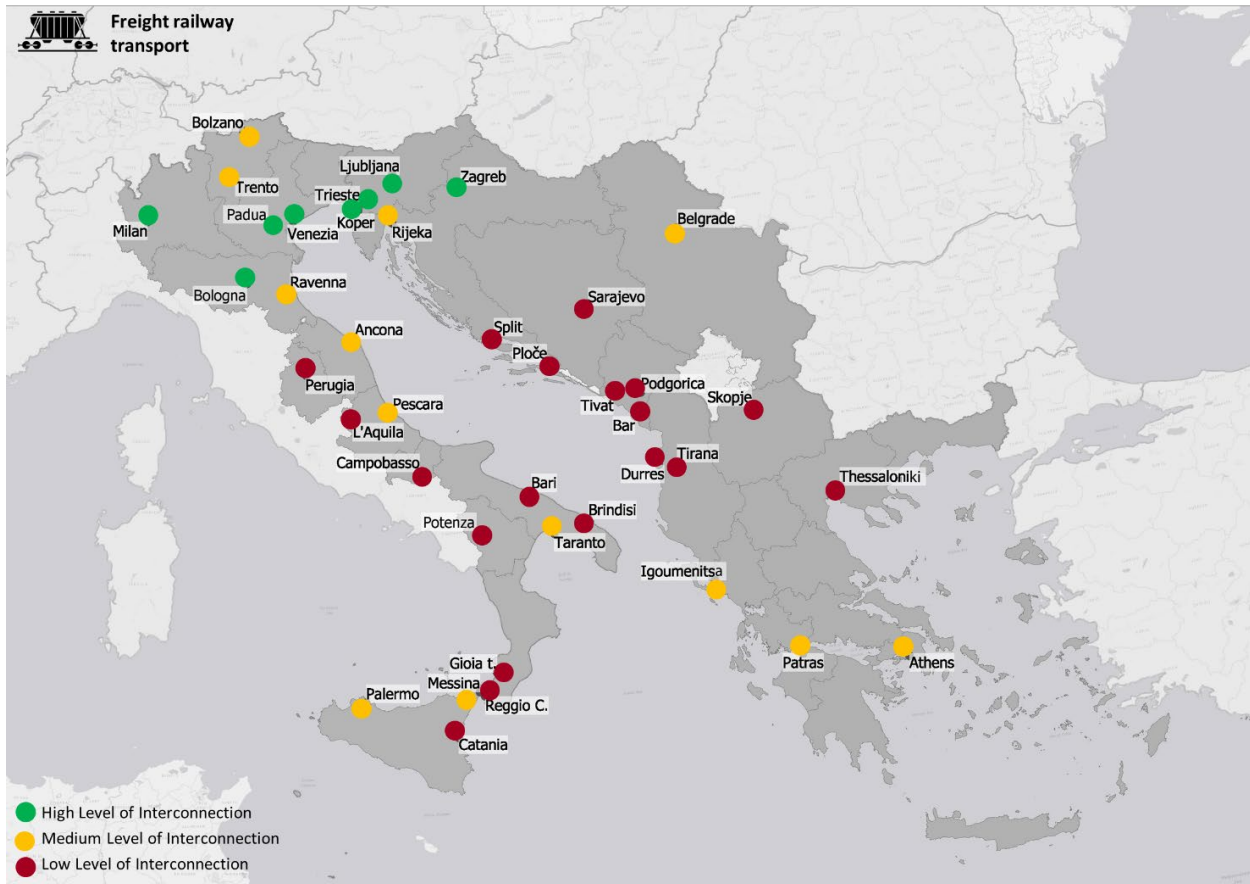 Freight railway
transport
Bolzano
Ljubljana
Zagreb
Trento
Trieste
Padua
Koper
Milan
Venezia
Rijeka
Belgrade
Ravenna
Bologna
Sarajevo
Ancona
Split
Ploče
Perugia
Podgorica
Tivat
Skopje
Pescara
Bar
L'Aquila
Tirana
Campobasso
Durres
Thessaloniki
Bari
Brindisi
Potenza
Taranto
Igoumenitsa
Gioia t.
Patras
Athens
Messina
Palermo
Reggio C.
Catania
High Level of Interconnection
Medium Level of Interconnection
Low Level of Interconnection